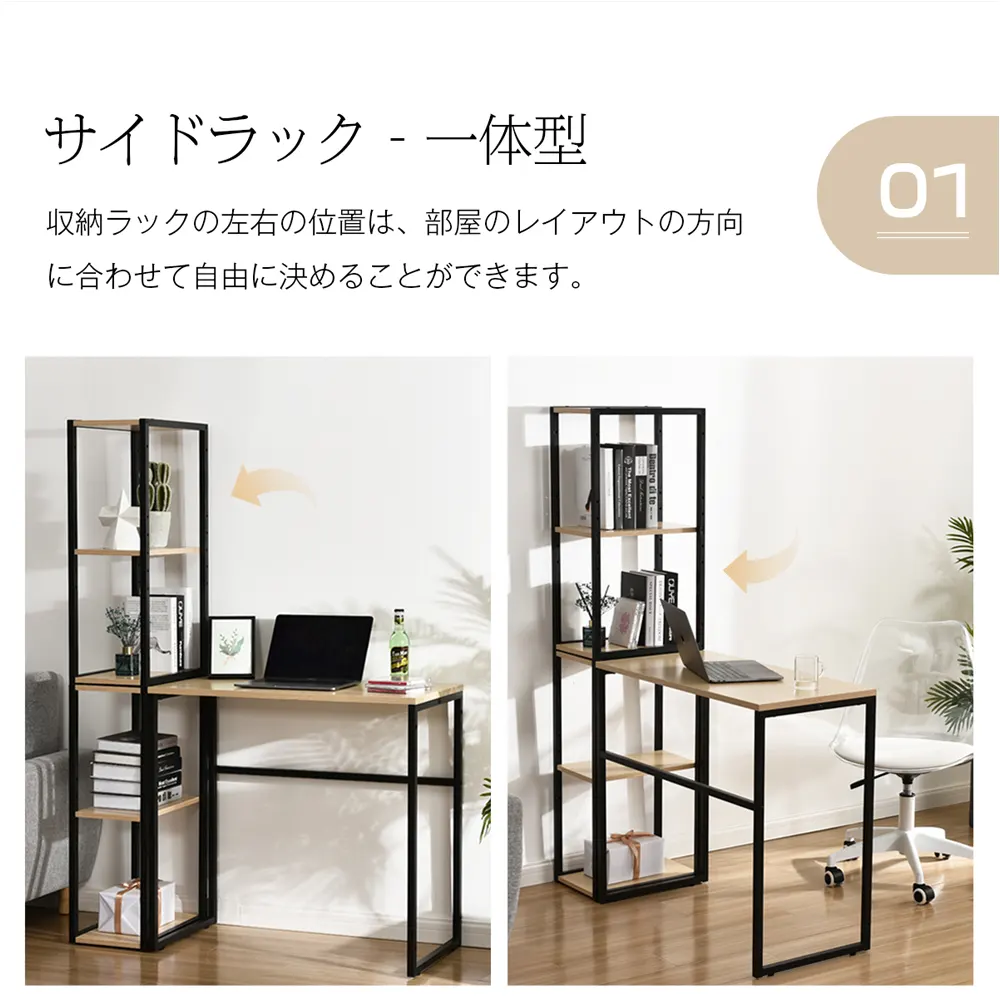 サイドラック - 一体型
01
収納ラックの左右の位置は、部屋のレイアウトの方向
に合わせて自由に決めることができます。